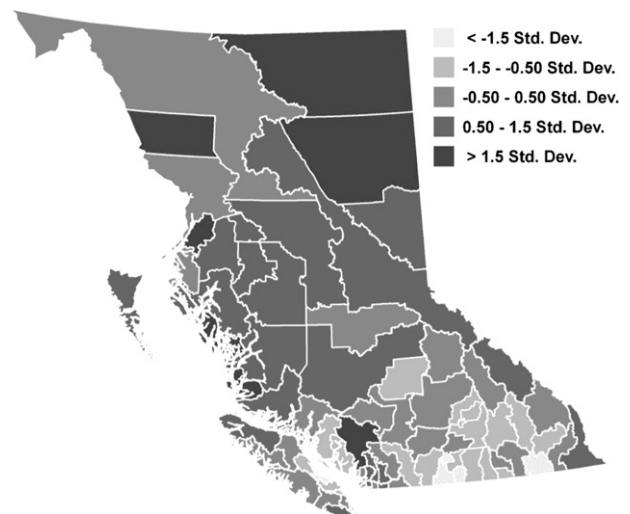 < -1.5 Std. Dev.
-1.5 - -0.50 Std. Dev.
-0.50 - 0.50 Std. Dev.
0.50 - 1.5 Std. Dev.
> 1.5 Std. Dev.